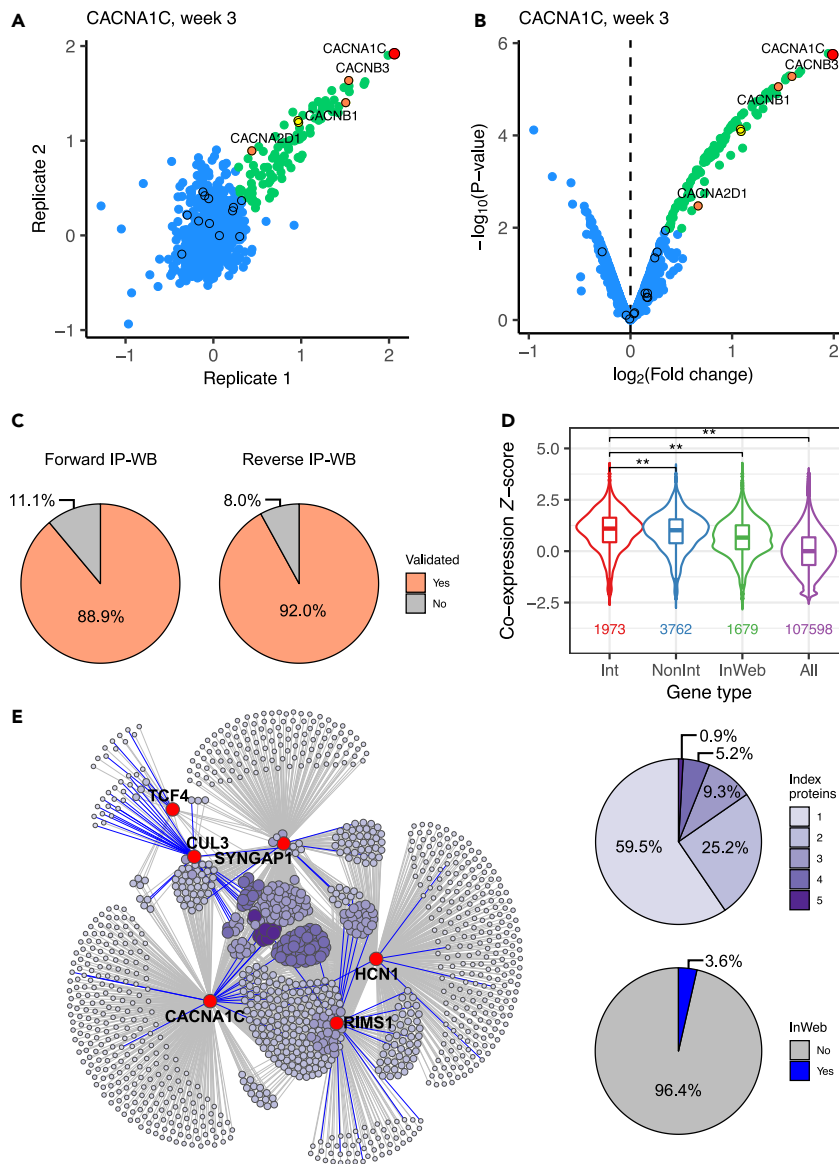 A
CACNA1C, week 3
2
1
0
−1
Replicate 2
CACNA1C
CACNB3
CACNB1
CACNA2D1
−1
0
1
2
Replicate 1
B
CACNA1C, week 3
6
4
2
0
−log10(P-value)
CACNA1C
CACNB3
CACNB1
CACNA2D1
−1
0
1
2
log2(Fold change)
C
Forward IP-WB
Reverse IP-WB
11.1%
88.9%
8.0%
92.0%
Validated
Yes
No
D
Co-expression Z-score
5.0
2.5
0.0
−2.5
**
**
**
1973
3762
1679
107598
Int
NonInt
InWeb
All
Gene type
E
TCF4
CUL3
SYNGAP1
HCN1
CACNA1C
RIMS1
0.9%
5.2%
9.3%
25.2%
59.5%
Index
proteins
1
2
3
4
5
3.6%
96.4%
InWeb
No
Yes